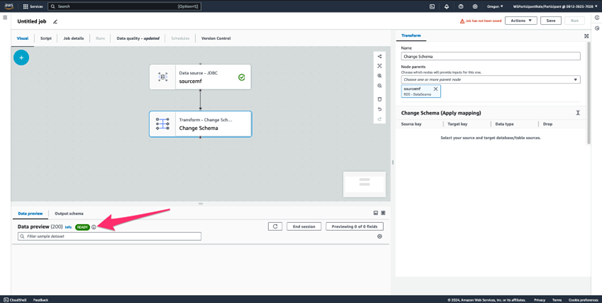 aws
Services
Search
[Option+S]
Oregon
WSParticipantRole/Participant @
Untitled job
Job has not been saved
Actions
Save
Run
Visual
Script
Job details
Runs
Data quality - updated
Schedules
Version Control
Data source - JDBC
sourcemf
Transform - Change Sch...
Change Schema
Transform
Name
Change Schema
Node parents
Choose which nodes will provide inputs for this one.
Choose one or more parent node
sourcemf
RDS - DataSource
Change Schema (Apply mapping)
Source key
Target key
Data type
Drop
Select your source and target database/table sources.
Data preview
Output schema
Data preview (200)
Info
READY
End session
Previewing 6 of 6 fields
Filter sample dataset
CloudShell
Feedback
© 2024, Amazon Web Services, Inc. or its affiliates.
Privacy
Terms
Cookie preferences